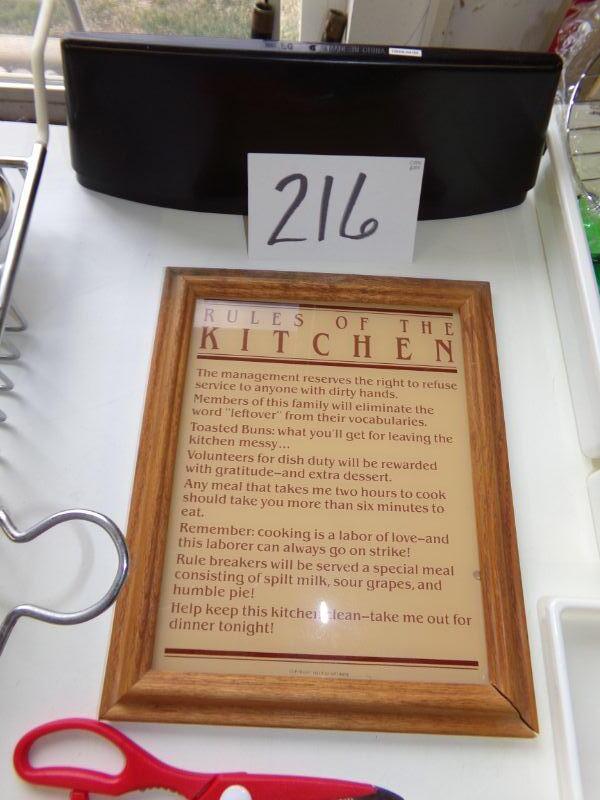 MADE IN CHINA
216
RULES OF THE
KITCHEN
The management reserves the right to refuse
service to anyone with dirty hands.
Members of this family will eliminate the
word "leftover" from their vocabularies.
Toasted Buns: what you'll get for leaving the
kitchen messy...
Volunteers for dish duty will be rewarded
with gratitude—and extra dessert.
Any meal that takes me two hours to cook
should take you more than six minutes to
eat.
Remember: cooking is a labor of love—and
this laborer can always go on strike!
Rule breakers will be served a special meal
consisting of spilt milk, sour grapes, and
humble pie!
Help keep this kitchen clean—take me out for
dinner tonight!